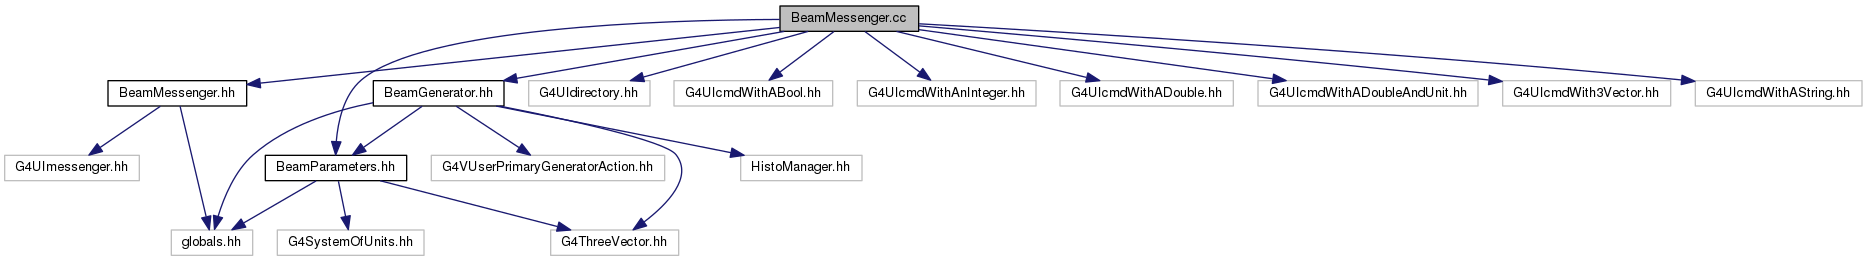 BeamMessenger.cc
BeamMessenger.hh
BeamGenerator.hh
G4UIdirectory.hh
G4UIcmdWithABool.hh
G4UIcmdWithAnInteger.hh
G4UIcmdWithADouble.hh
G4UIcmdWithADoubleAndUnit.hh
G4UIcmdWith3Vector.hh
G4UIcmdWithAString.hh
G4UImessenger.hh
BeamParameters.hh
G4VUserPrimaryGeneratorAction.hh
HistoManager.hh
globals.hh
G4SystemOfUnits.hh
G4ThreeVector.hh